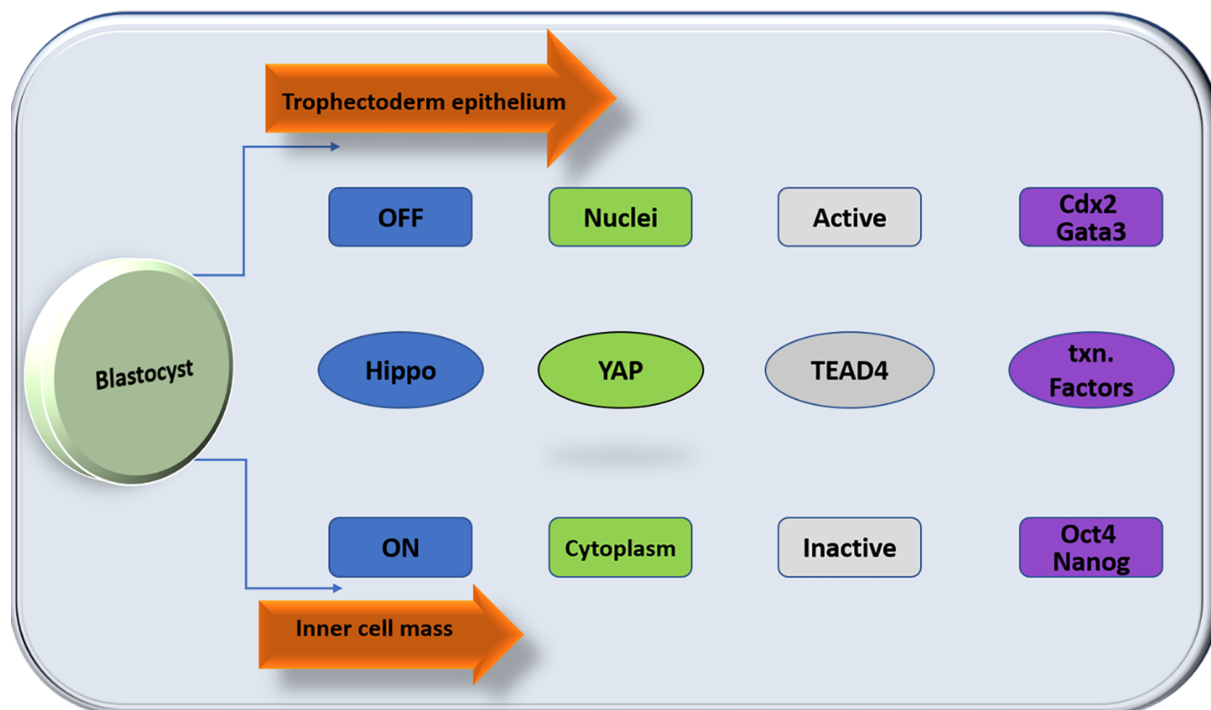 Trophectoderm epithelium
OFF
Nuclei
Active
Cdx2
Gata3
Blastocyst
Hippo
YAP
TEAD4
txn.
Factors
ON
Cytoplasm
Inactive
Oct4
Nanog
Inner cell mass